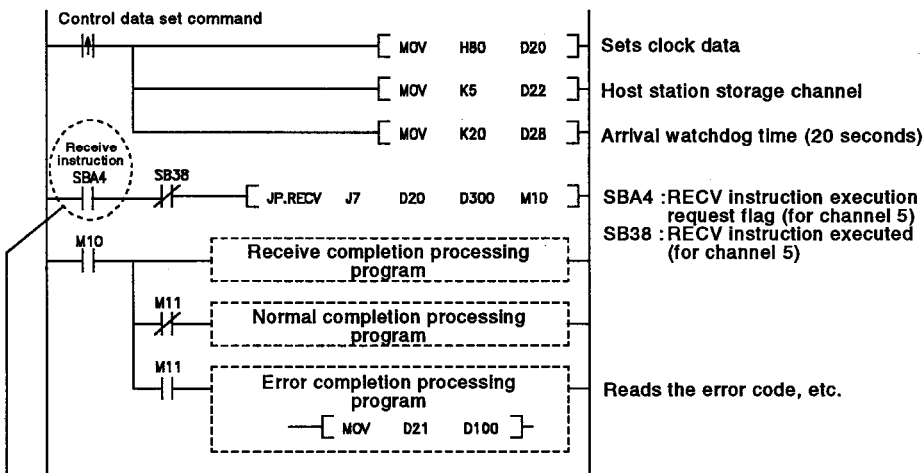 Control data set command
MOV H80 D20 Sets clock data
MOV K5 D22 Host station storage channel
MOV K20 D28 Arrival watchdog time (20 seconds)
Receive
instruction
SBA4 SB38
JP.RECV J7 D20 D300 M10
SBA4 :RECV instruction execution
request flag (for channel 5)
SB38 :RECV instruction executed
(for channel 5)
M10
Receive completion processing
program
M11
Normal completion processing
program
M11
Error completion processing
program
Reads the error code, etc.
MOV D21 D100